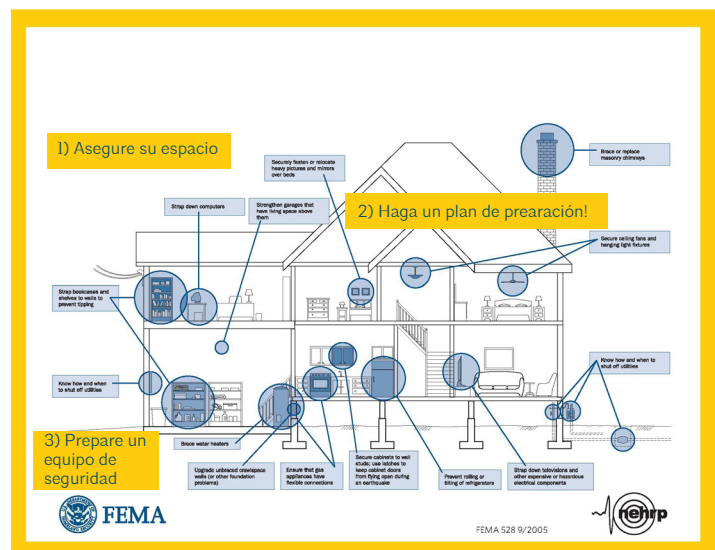 1) Asegure su espacio
Securely fasten or relocate
heavy pictures and mirrors
over beds
Brace or replace
masonry chimneys
Strap down computers
Strengthen garages that
have living space above
them
2) Haga un plan de prearación!
Secure ceiling fans and
hanging light fixtures
Strap bookcases and
shelves to walls to
prevent tipping
Know how and when
to shut off utilities
Know how and when to
shut off utilities
3) Prepare un
equipo de
seguridad
Brace water heaters
Upgrade unbraced crawlspace
walls (or other foundation
problems)
Ensure that gas
appliances have
flexible connections
Secure cabinets to wall
studs; use latches to
keep cabinet doors
from flying open during
an earthquake
Prevent rolling or
tilting of refrigerators
Strap down televisions and
other expensive or hazardous
electrical components
FEMA
FEMA 528 9/2005
nehrp